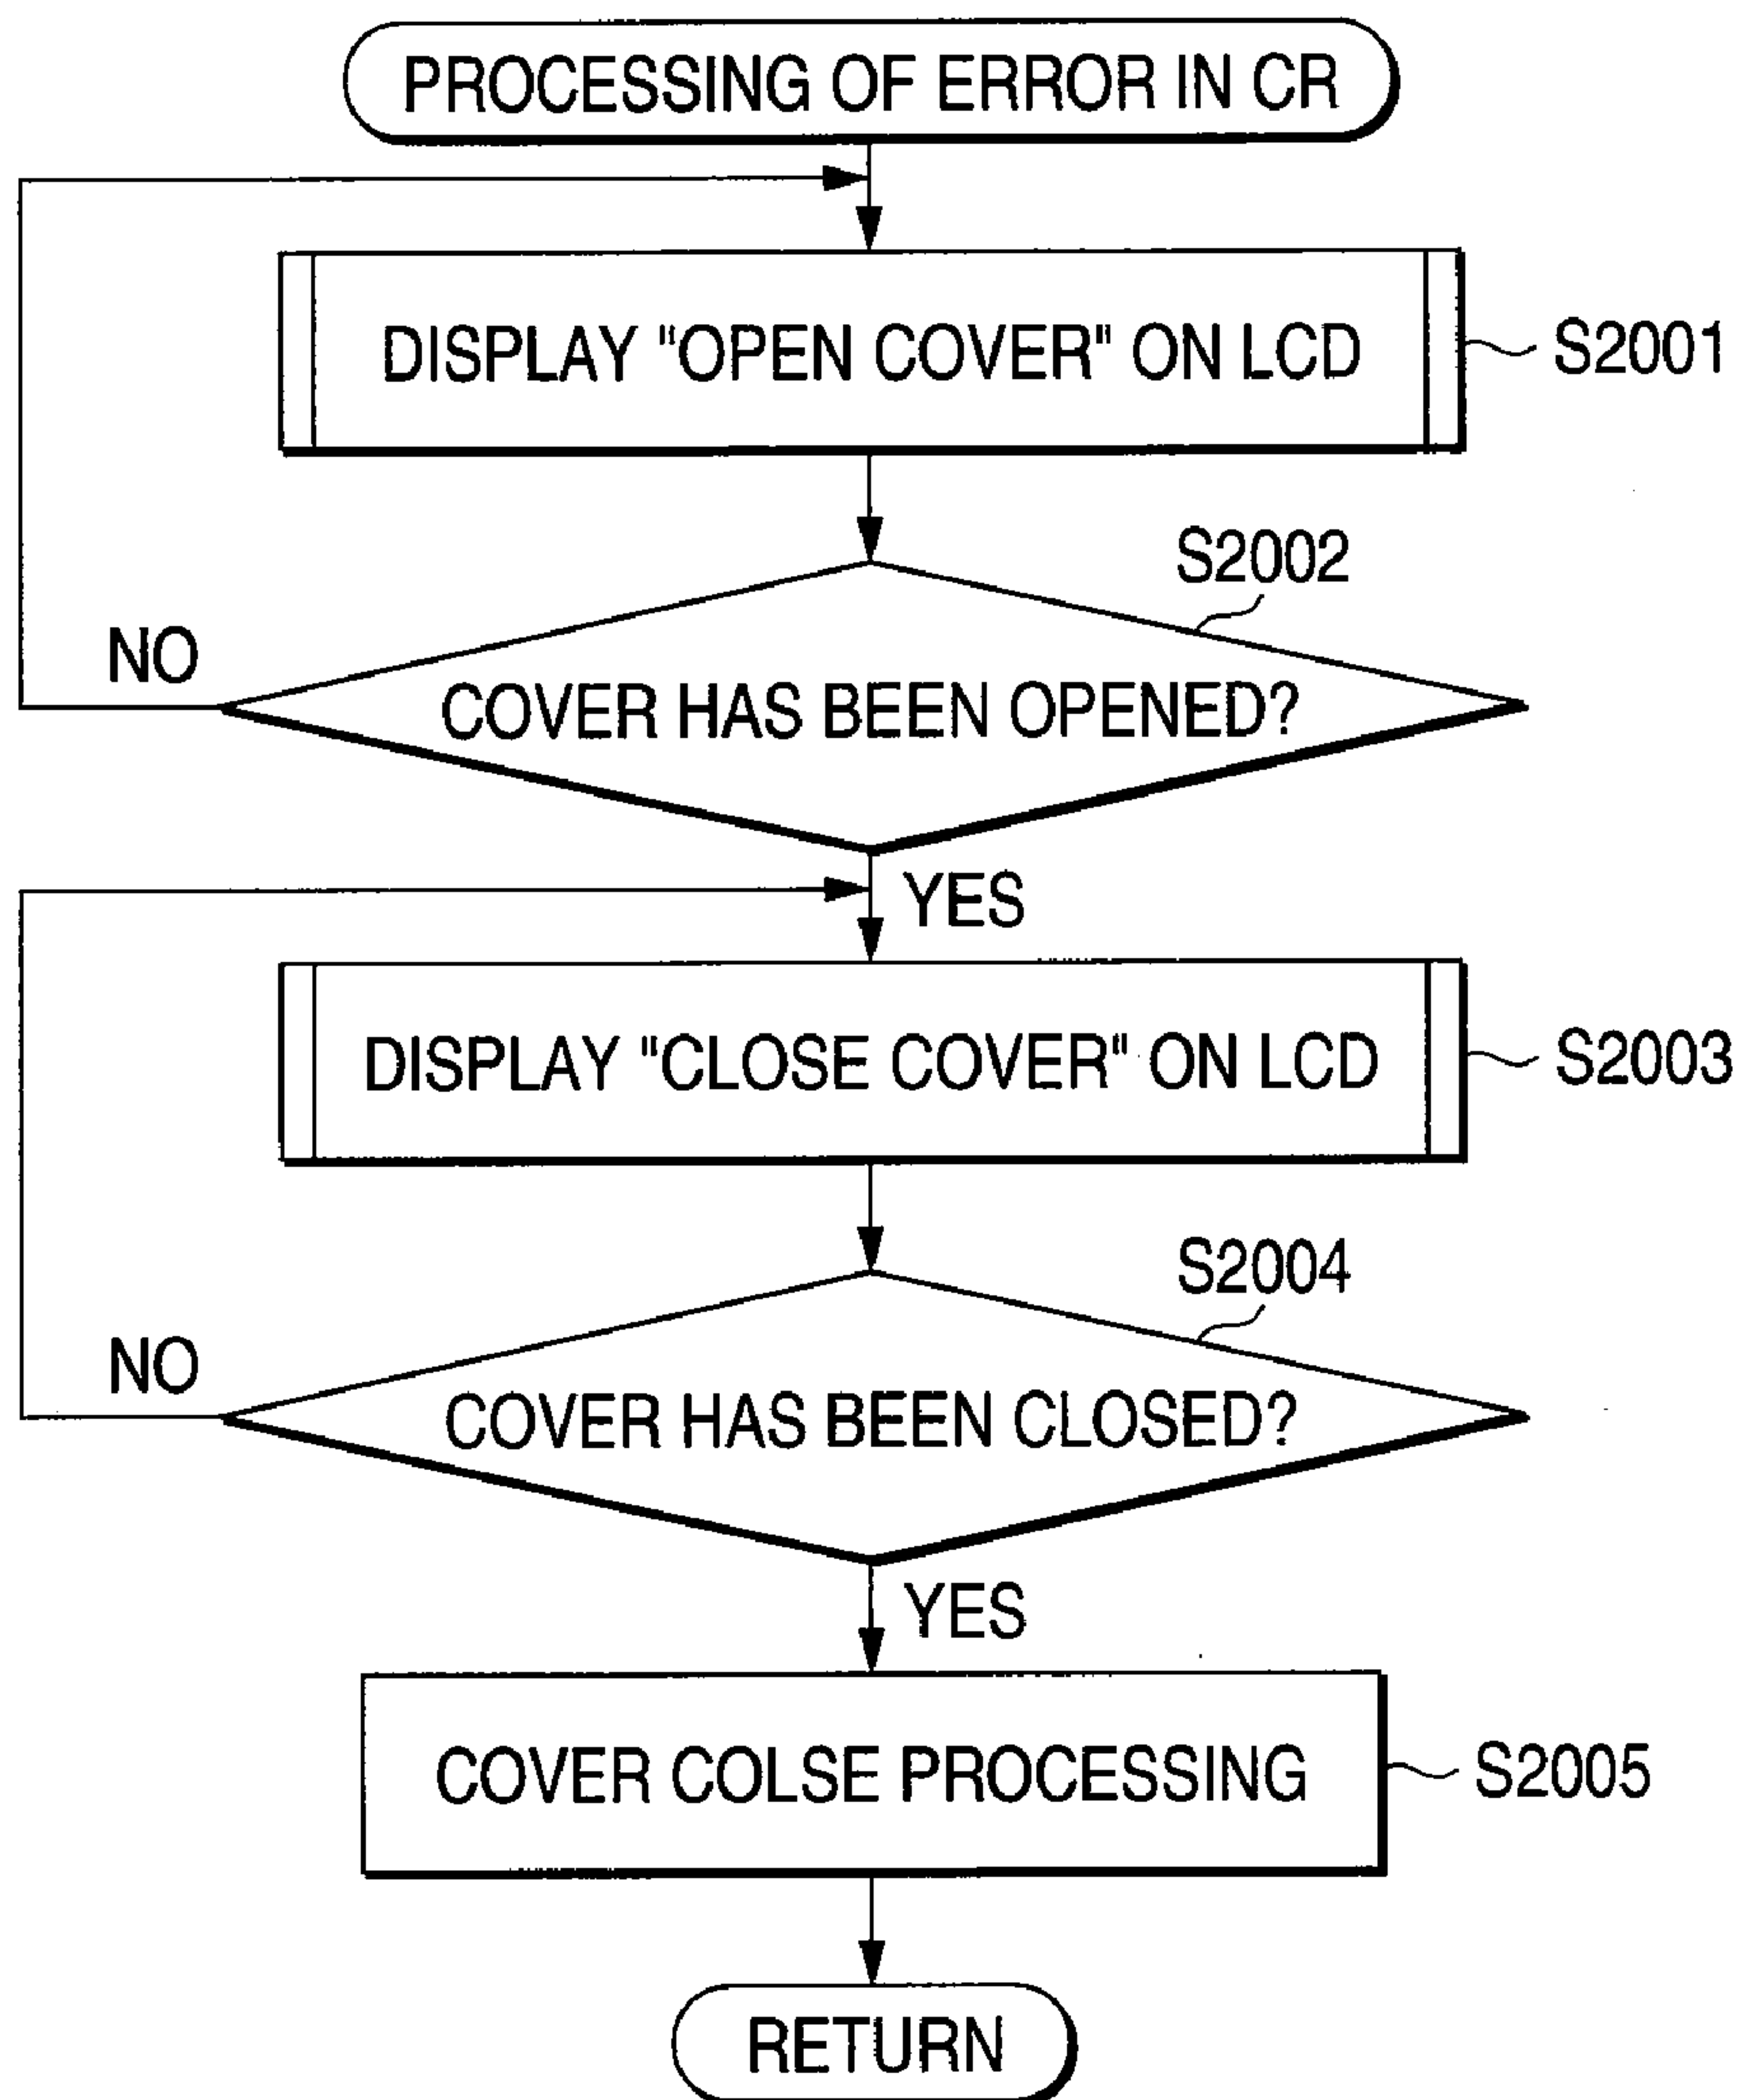 PROCESSING OF ERROR IN CR
DISPLAY "OPEN COVER" ON LCD
S2001
S2002
NO
COVER HAS BEEN OPENED?
YES
DISPLAY "CLOSE COVER" ON LCD
S2003
S2004
NO
COVER HAS BEEN CLOSED?
YES
COVER COLSE PROCESSING
S2005
RETURN